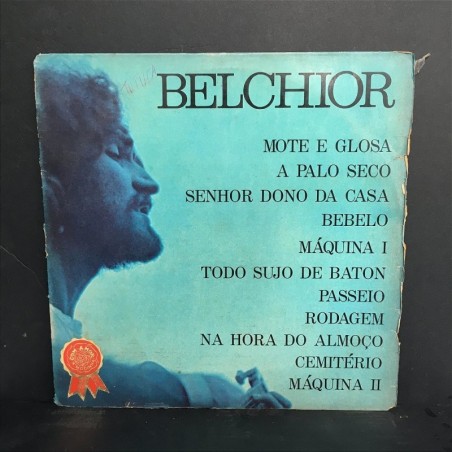 BELCHIOR
MOTE E GLOSA
A PALO SECO
SENHOR DONO DA CASA
BEBELO
MÁQUINA I
TODO SUJO DE BATON
PASSEIO
RODAGEM
NA HORA DO ALMOÇO
CEMITÉRIO
MÁQUINA II